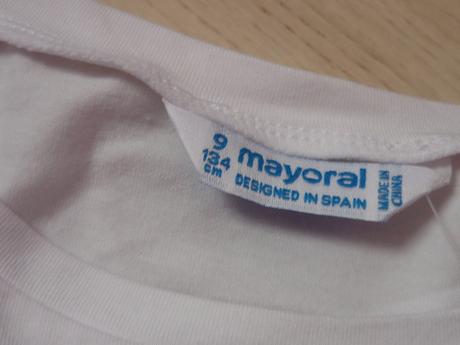 9
134
cm
mayoral
DESIGNED IN SPAIN
MADE IN
CHINA